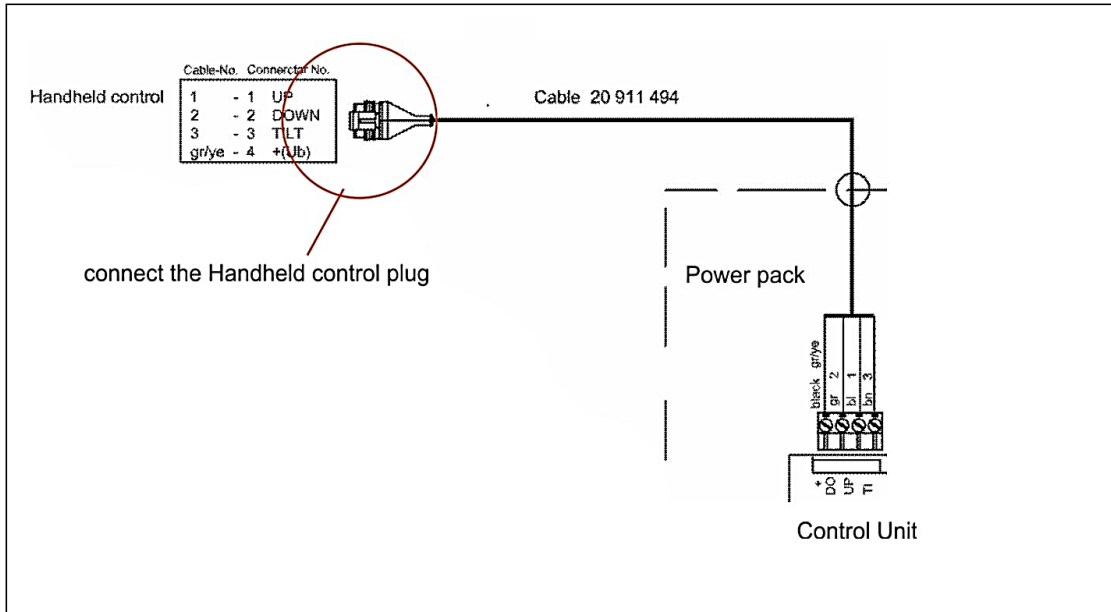 Cable-No. Connerctar No.
Handheld control
1 - 1 UP
2 - 2 DOWN
3 - 3 TILT
gr/ye - 4 +(Ub)
Cable 20 911 494
connect the Handheld control plug
Power pack
black gr/ye
gr 2
bl 1
bn 3
+
DO
UP
TI
Control Unit